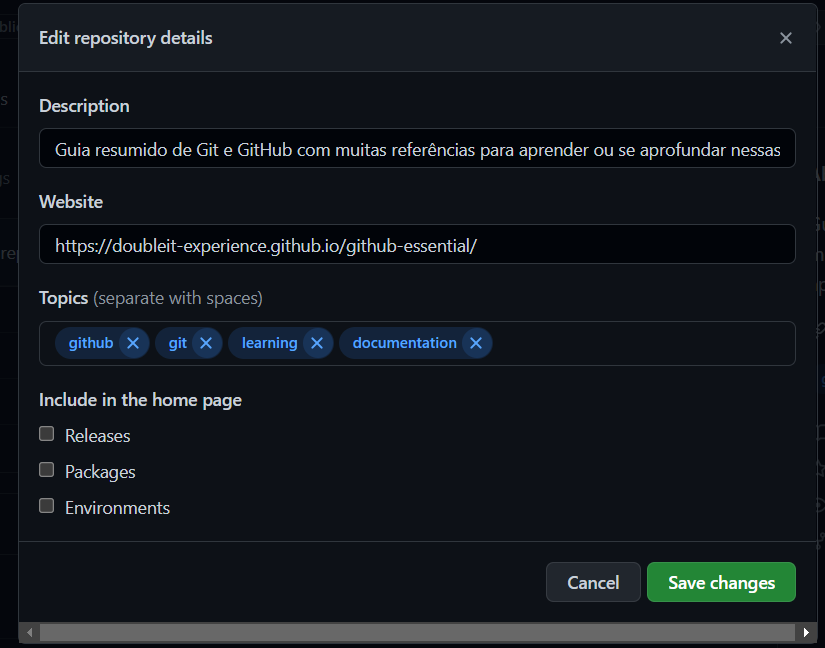 Edit repository details
Description
Guia resumido de Git e GitHub com muitas referências para aprender ou se aprofundar nessas
Website
https://doubleit-experience.github.io/github-essential/
Topics (separate with spaces)
github git learning documentation
Include in the home page
Releases
Packages
Environments
Cancel Save changes